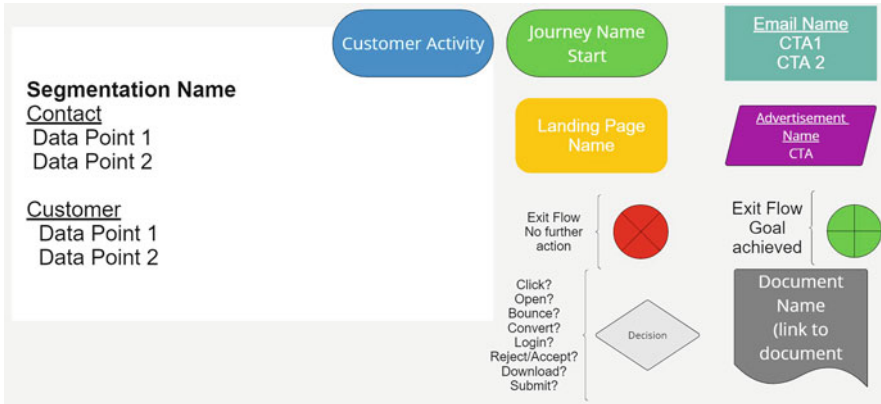 Customer Activity
Journey Name
Start
Email Name
CTA1
CTA 2
Segmentation Name
Contact
Data Point 1
Data Point 2
Customer
Data Point 1
Data Point 2
Landing Page
Name
Advertisement
Name
CTA
Exit Flow
No further
action
Exit Flow
Goal
achieved
Click?
Open?
Bounce?
Convert?
Login?
Reject/Accept?
Download?
Submit?
Decision
Document
Name
(link to
document